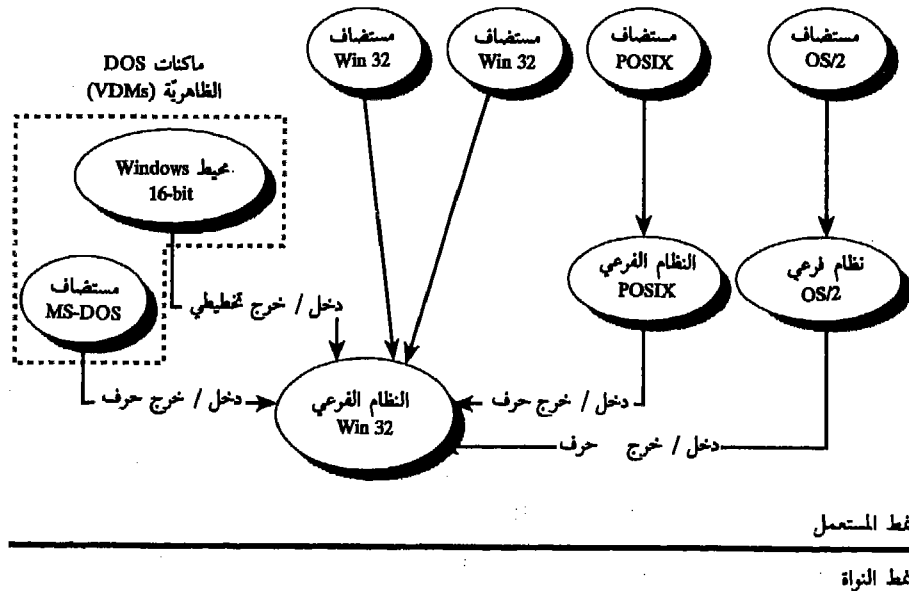 مستضاف
OS/2
مستضاف
POSIX
مستضاف
Win 32
مستضاف
Win 32
ماكنات DOS
الظاهريّة (VDMs)
محيط Windows
16-bit
نظام فرعي
OS/2
النظام الفرعي
POSIX
مستضاف
MS-DOS
دخل / خرج تخطيطي
النظام الفرعي
Win 32
دخل / خرج حرف
دخل / خرج حرف
دخل / خرج حرف
نمط المستعمل
نمط النواة